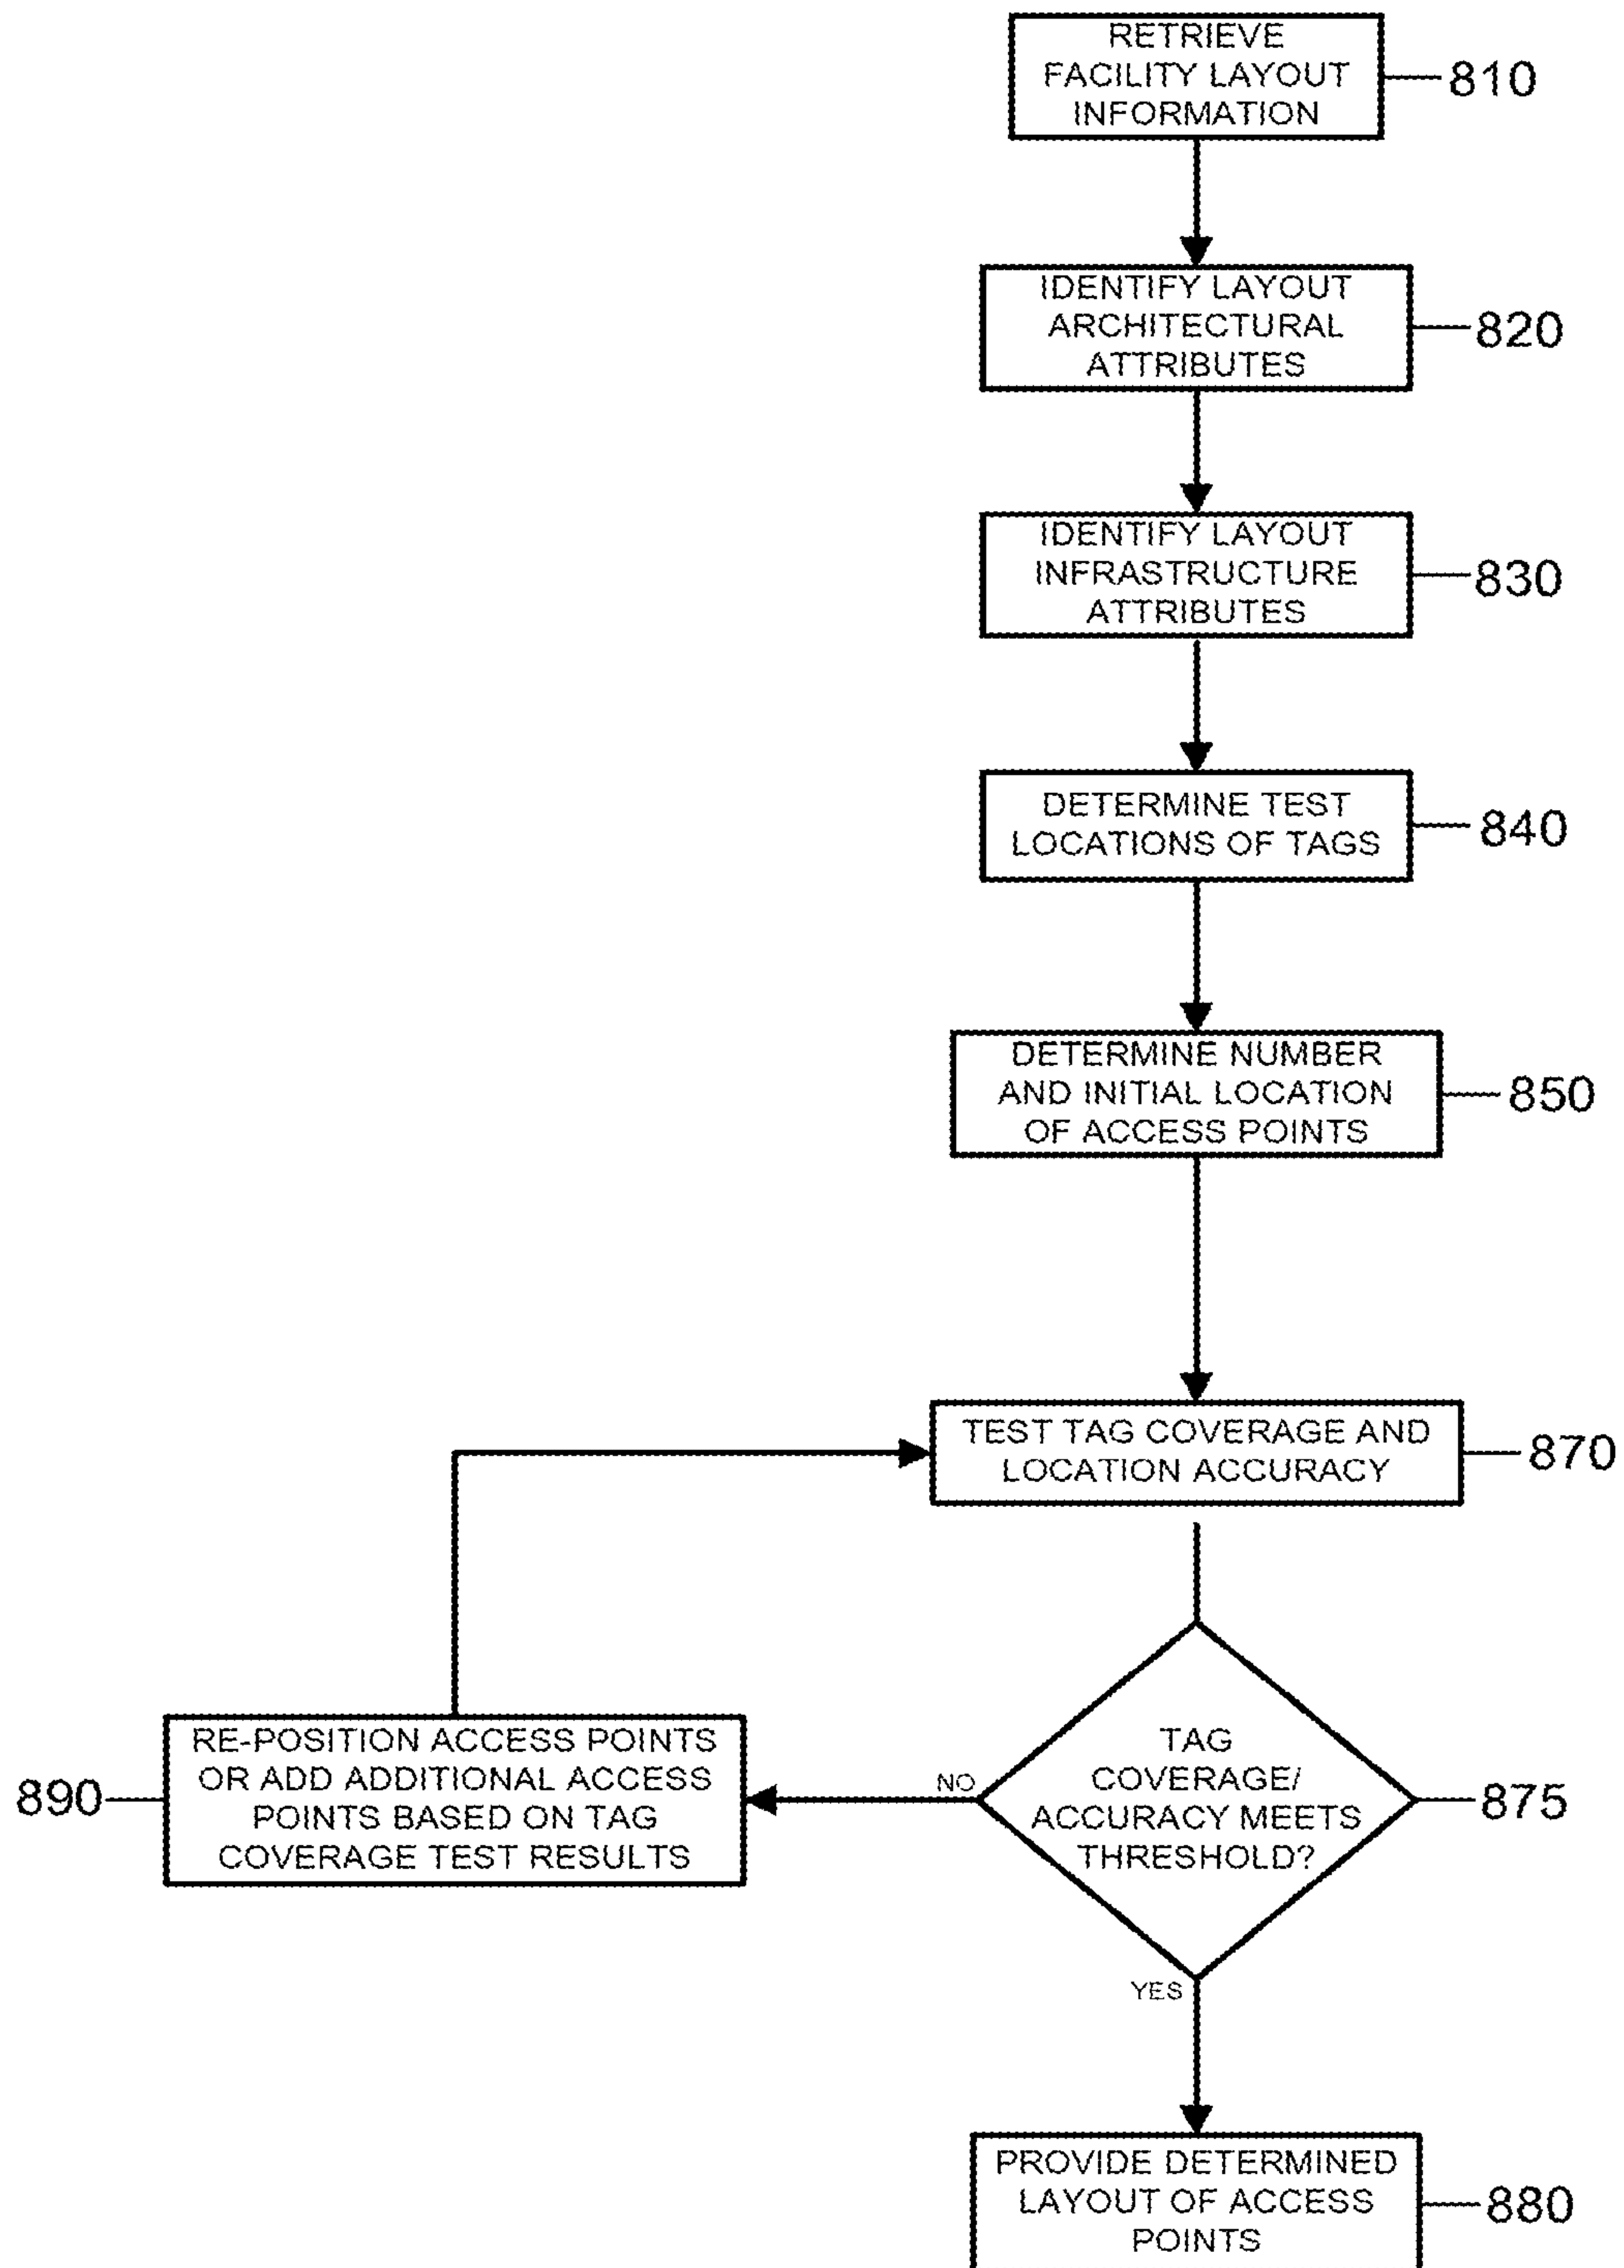 RETRIEVE
FACILITY LAYOUT
INFORMATION
810
IDENTIFY LAYOUT
ARCHITECTURAL
ATTRIBUTES
820
IDENTIFY LAYOUT
INFRASTRUCTURE
ATTRIBUTES
830
DETERMINE TEST
LOCATIONS OF TAGS
840
DETERMINE NUMBER
AND INITIAL LOCATION
OF ACCESS POINTS
850
TEST TAG COVERAGE AND
LOCATION ACCURACY
870
TAG
COVERAGE/
ACCURACY MEETS
THRESHOLD?
875
NO
RE-POSITION ACCESS POINTS
OR ADD ADDITIONAL ACCESS
POINTS BASED ON TAG
COVERAGE TEST RESULTS
890
YES
PROVIDE DETERMINED
LAYOUT OF ACCESS
POINTS
880